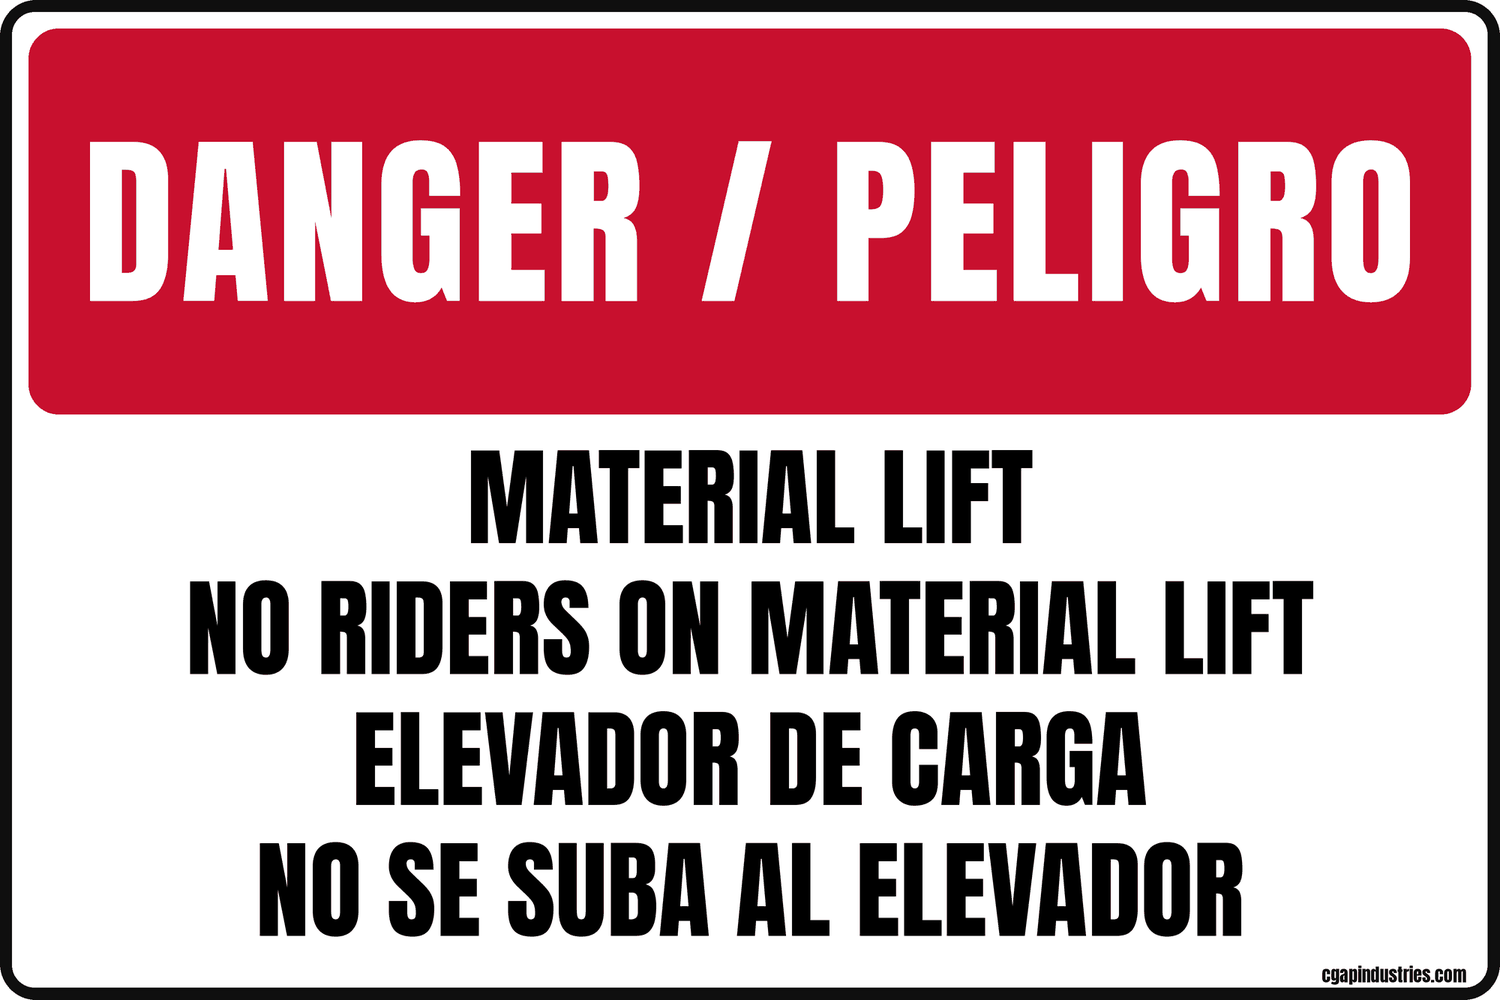 DANGER / PELIGRO
MATERIAL LIFT
NO RIDERS ON MATERIAL LIFT
ELEVADOR DE CARGA
NO SE SUBA AL ELEVADOR
cgapindustries.com